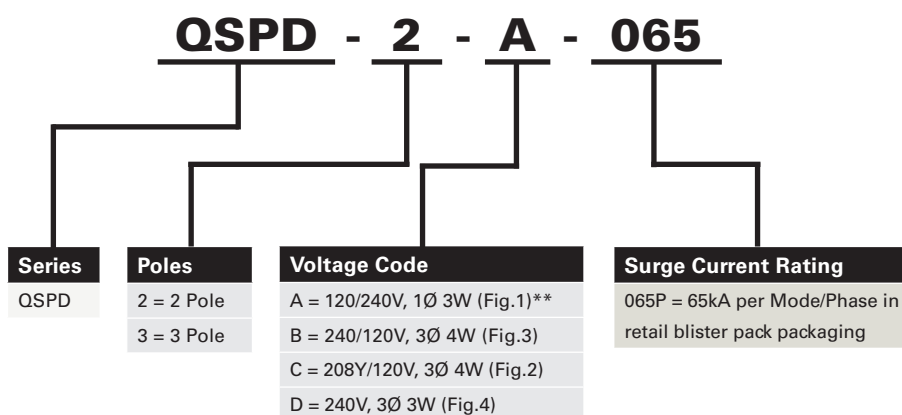 QSPD - 2 - A - 065
Series
QSPD
Poles
2 = 2 Pole
3 = 3 Pole
Voltage Code
A = 120/240V, 1Ø 3W (Fig.1)**
B = 240/120V, 3Ø 4W (Fig.3)
C = 208Y/120V, 3Ø 4W (Fig.2)
D = 240V, 3Ø 3W (Fig.4)
Surge Current Rating
065P = 65kA per Mode/Phase in
retail blister pack packaging